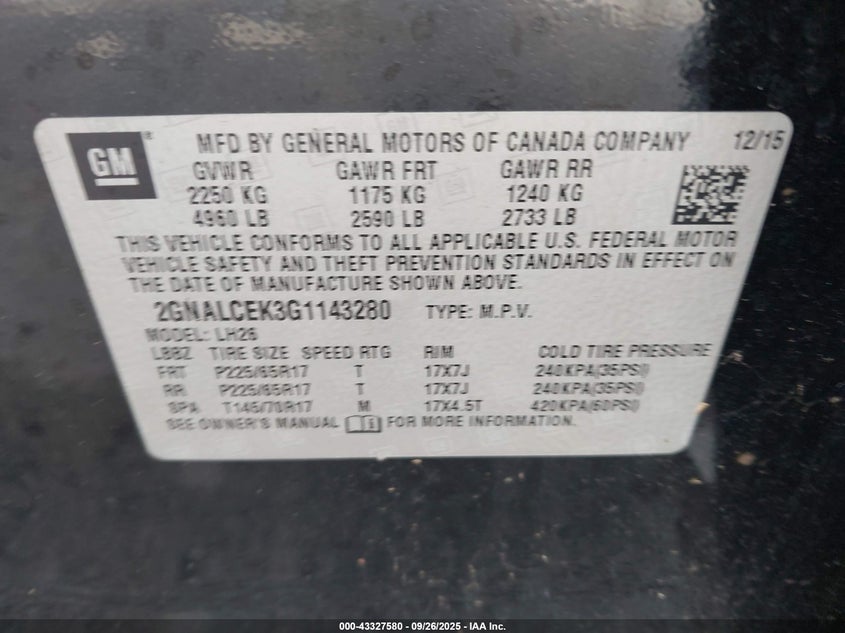 GM ® MFD BY GENERAL MOTORS OF CANADA COMPANY 12/15
GVWR GAWR FRT GAWR RR
2250 KG 1175 KG 1240 KG
4960 LB 2590 LB 2733 LB
THIS VEHICLE CONFORMS TO ALL APPLICABLE U.S. FEDERAL MOTOR
VEHICLE SAFETY AND THEFT PREVENTION STANDARDS IN EFFECT ON
THE DATE OF MANUFACTURE SHOWN ABOVE.
2GNALCEK3G1143280 TYPE: M.P.V.
MODEL: LH26
LBBZ TIRE SIZE SPEED RTG RIM COLD TIRE PRESSURE
FRT P225/65R17 T 17X7J 240KPA(35PSI)
RR P225/65R17 T 17X7J 240KPA(35PSI)
SPA T145/70R17 M 17X4.5T 420KPA(60PSI)
SEE OWNER'S MANUAL FOR MORE INFORMATION.
000-43327580 - 09/26/2025 - IAA Inc.